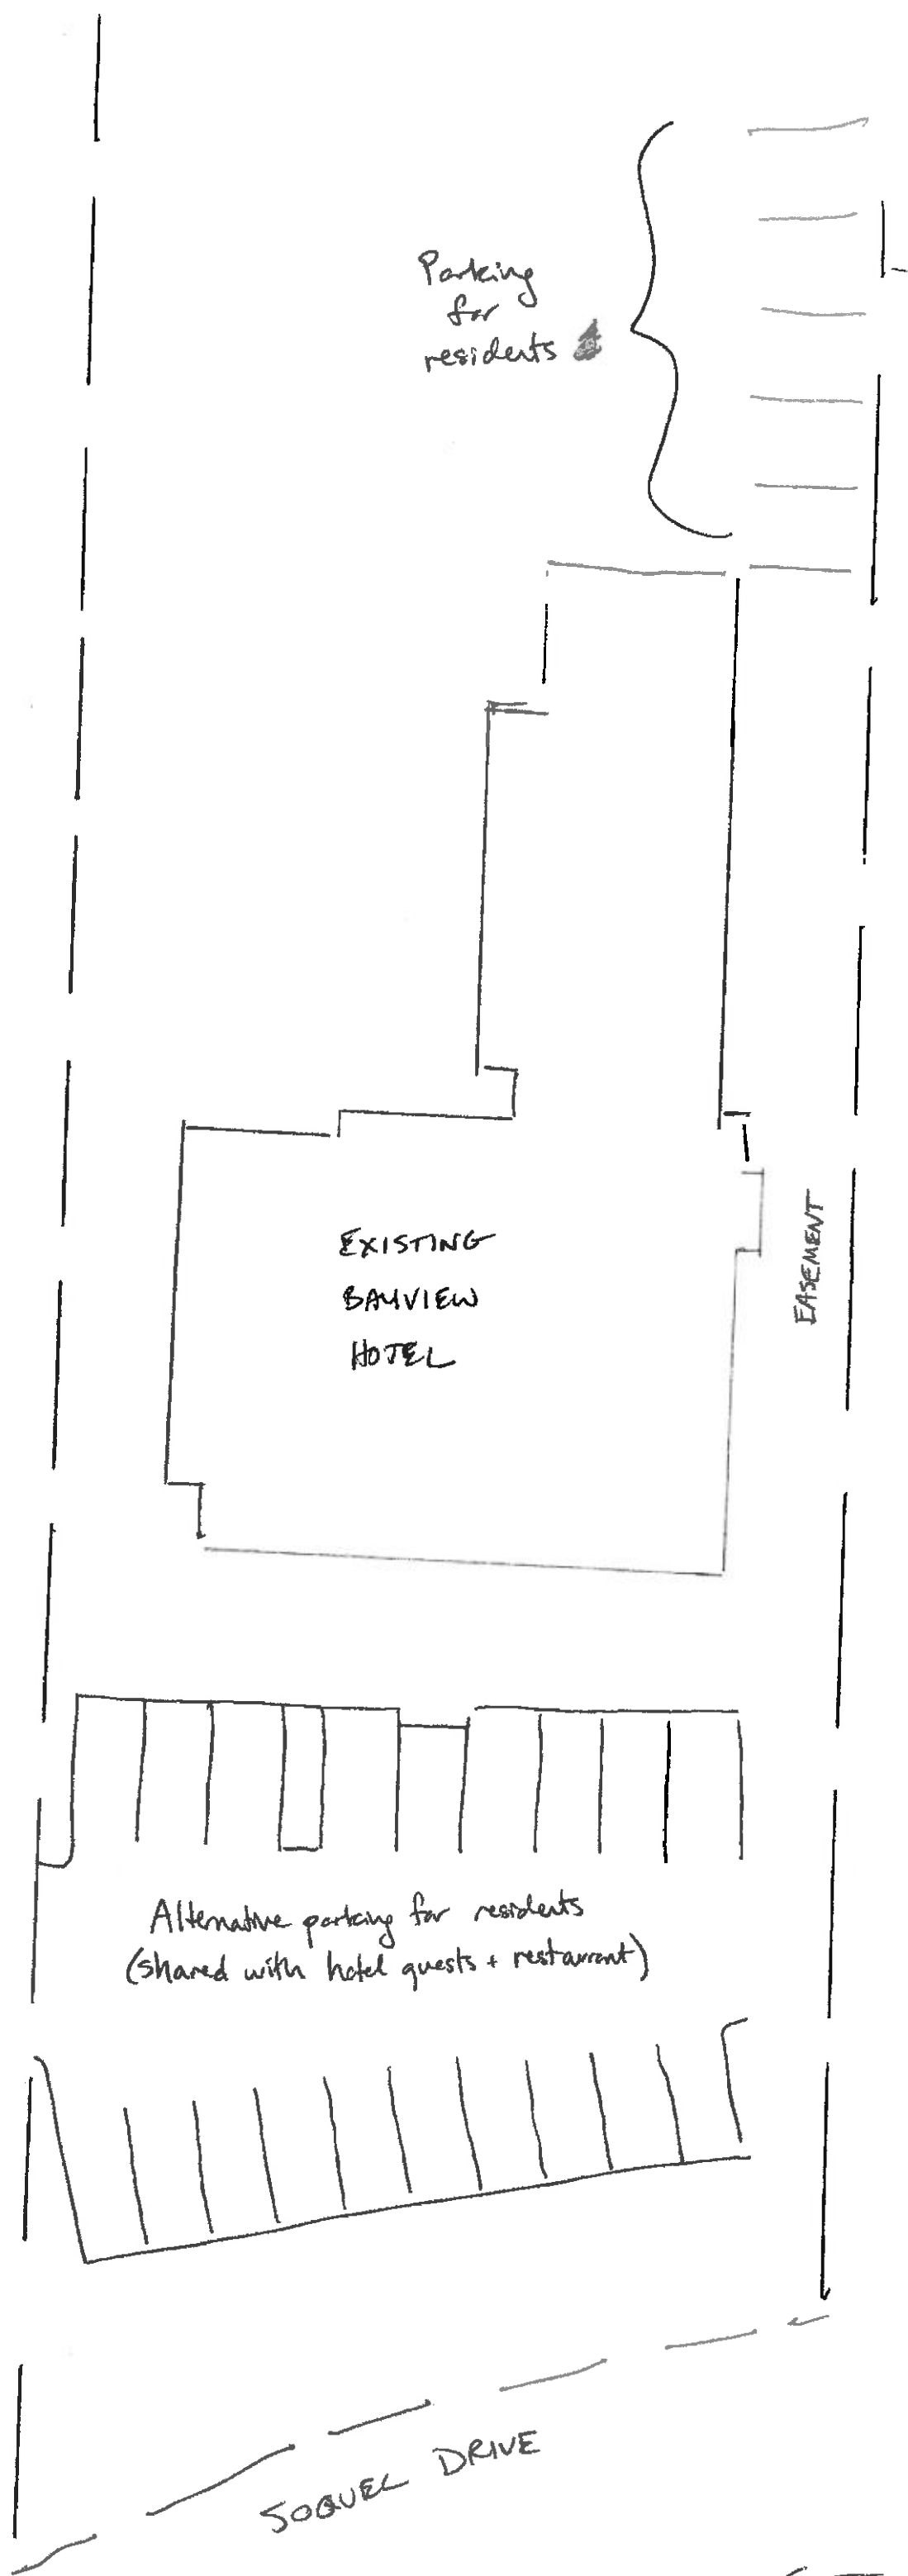 Parking
for
residents
EXISTING
BAYVIEW
HOTEL
EASEMENT
Alternative parking for residents
(shared with hotel guests + restaurant)
SOQUEL DRIVE